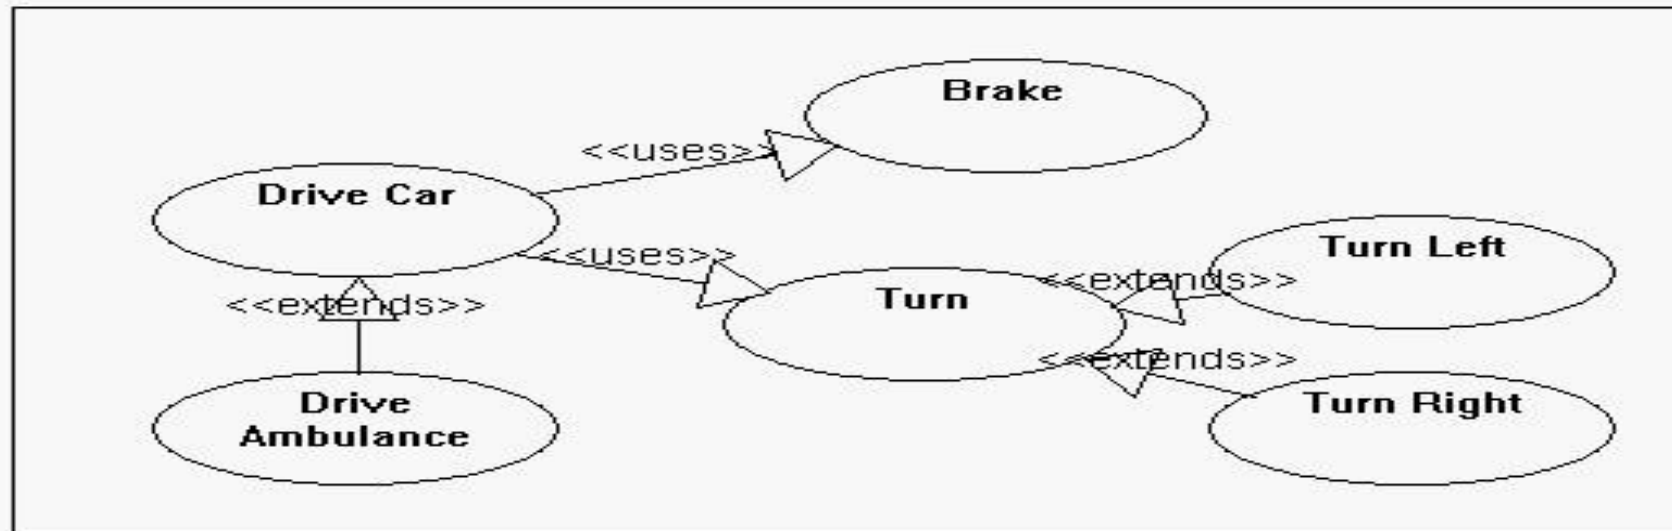 Brake
<<uses>>
Drive Car
<<uses>>
Turn Left
<<extends>>
Turn
<<extends>>
<<extends>>
Drive
Ambulance
Turn Right